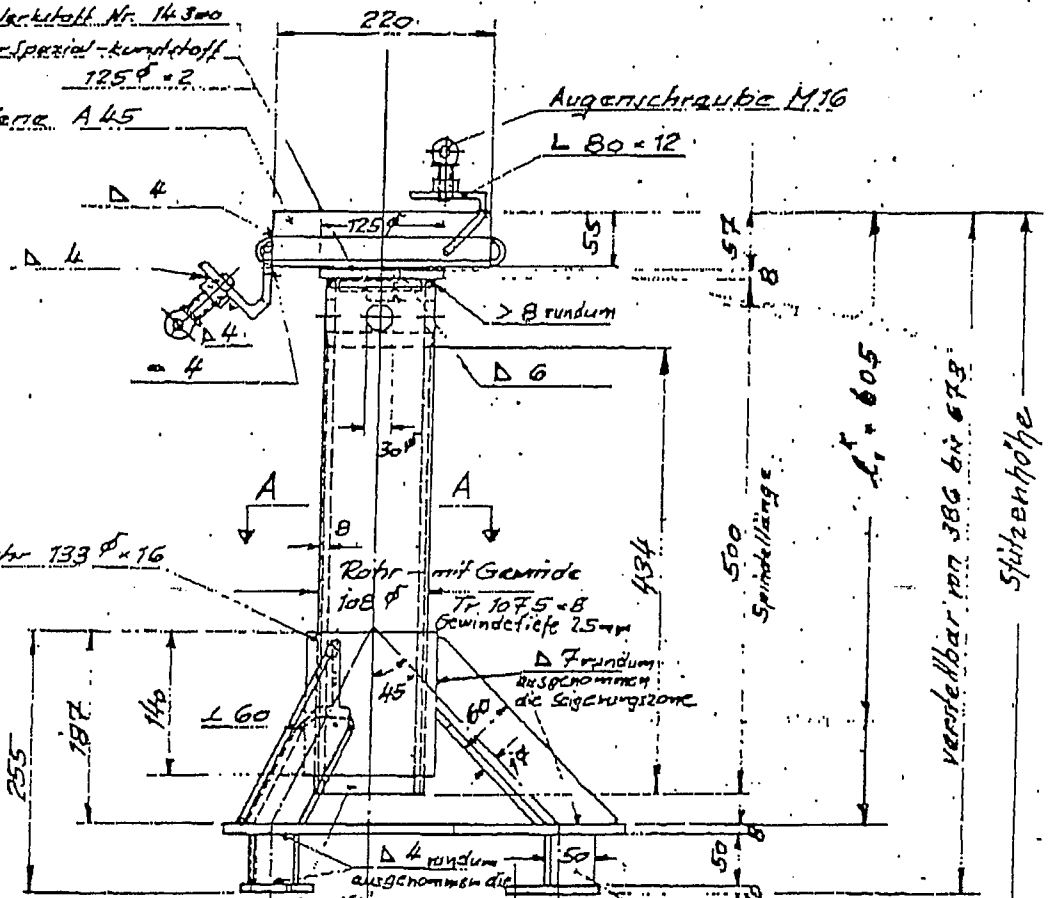 Werkstoff Nr. 14300
Spezial-kunststoff
125 ∅ × 2
A 45
220
Augenschraube M16
L 80 × 12
△ 4
125 ∅
55
57
8
△ 4
> 8 rundum
△ 4
4
△ 6
30 ∅
A
A
8
133 ∅ × 16
Rohr mit Gewinde
108 ∅
Tr. 107,5 × 8
Gewindetiefe 2,5 mm
434
500
Spindellänge
= 605
verstellbar von 386 bis 673
Stützenhöhe
△ 7 rundum
ausgenommen
die Seigerungszone
45°
60
L 60
140
187
255
△ 4 rundum
ausgenommen die
50
50
8